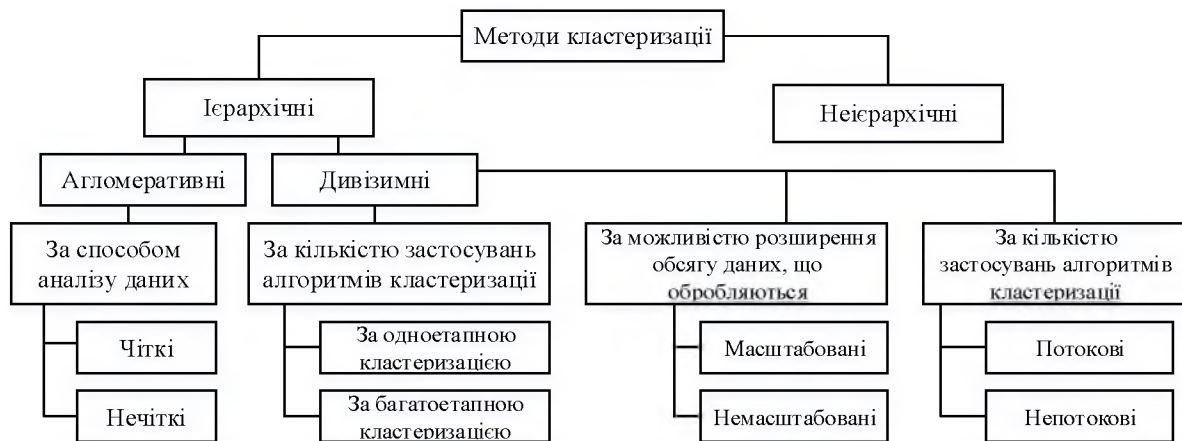 Методи кластеризації
Ієрархічні
Неієрархічні
Агломеративні
Дивізимні
За способом
аналізу даних
За кількістю застосувань
алгоритмів кластеризації
За можливістю розширення
обсягу даних, що
обробляються
За кількістю
застосувань алгоритмів
кластеризації
Чіткі
Нечіткі
За одноетапною
кластеризацією
За багатоетапною
кластеризацією
Масштабовані
Немасштабовані
Потокові
Непотокові